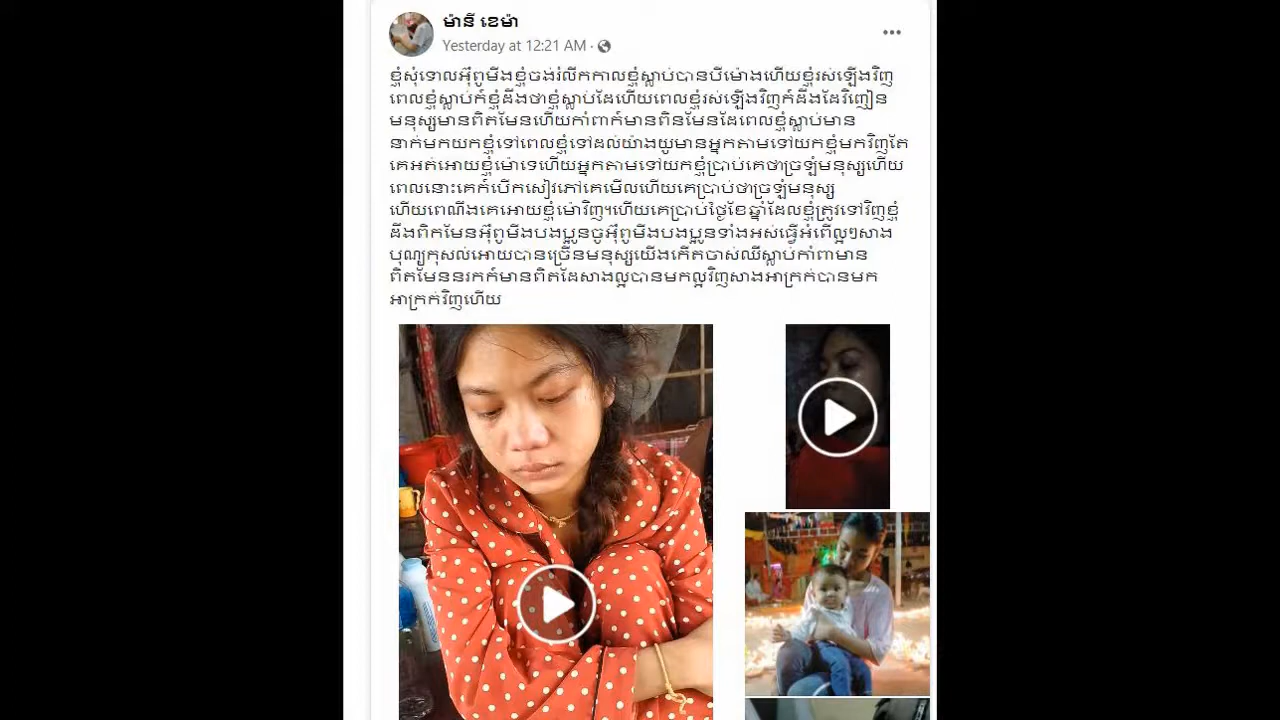 ម៉ានី ខេម៉ា
Yesterday at 12:21 AM
ខ្ញុំសុំទោលអ៊ុំពូមីងខ្ញុំចង់រំលឹកកាលខ្ញុំស្លាប់បានបីម៉ោងហើយខ្ញុំរស់ឡើងវិញ
ពេលខ្ញុំស្លាប់ក៍ខ្ញុំដឹងថាខ្ញុំស្លាប់ដែហើយពេលខ្ញុំរស់ឡើងវិញក៍ដឹងដែវិញៀន
មនុស្សមានពិតមែនហើយកាំពាក៍មានពិនមែនដែពេលខ្ញុំស្លាប់មាន
នាក់មកយកខ្ញុំទៅពេលខ្ញុំទៅដល់យ៉ាងយូមានអ្នកតាមទៅយកខ្ញុំមកវិញតែ
គេអត់អោយខ្ញុំម៉ោទេហើយអ្នកតាមទៅយកខ្ញុំប្រាប់គេថាច្រឡំមនុស្សហើយ
ពេលនោះគេក៍បើកសៀវភៅគេមើលហើយគេប្រាប់ថាច្រឡំមនុស្ស
ហើយពេណឹងគេអោយខ្ញុំម៉ោវិញ។ហើយគេប្រាប់ថ្ងៃខែឆ្នាំដែលខ្ញុំត្រូវទៅវិញខ្ញុំ
ដឹងពិកមែនអ៊ុំពូមីងបងប្អូនចូអ៊ុំពូមីងបងប្អូនទាំងអស់ធ្វើអំពើល្អៗសាង
បុណ្យកុសល់អោយបានច្រើនមនុស្សយើងកើតចាស់ឈឺស្លាប់កាំពាមាន
ពិតមែននរកក៍មានពិតដែសាងល្អបានមកល្អវិញសាងអាក្រក់បានមក
អាក្រក់វិញហើយ